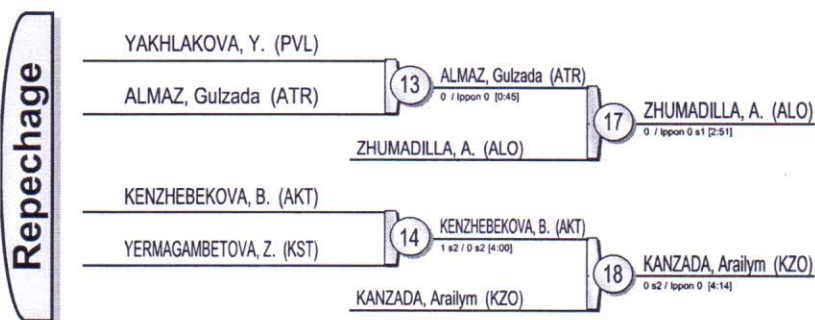 Repechage
YAKHLAKOVA, Y. (PVL)
ALMAZ, Gulzada (ATR)
13
ALMAZ, Gulzada (ATR)
0 / Ippon 0 [0:45]
ZHUMADILLA, A. (ALO)
17
ZHUMADILLA, A. (ALO)
0 / Ippon 0 s1 [2:51]
KENZHEBEKOVA, B. (AKT)
YERMAGAMBETOVA, Z. (KST)
14
KENZHEBEKOVA, B. (AKT)
1 s2 / 0 s2 [4:00]
KANZADA, Arailym (KZO)
18
KANZADA, Arailym (KZO)
0 s2 / Ippon 0 [4:14]